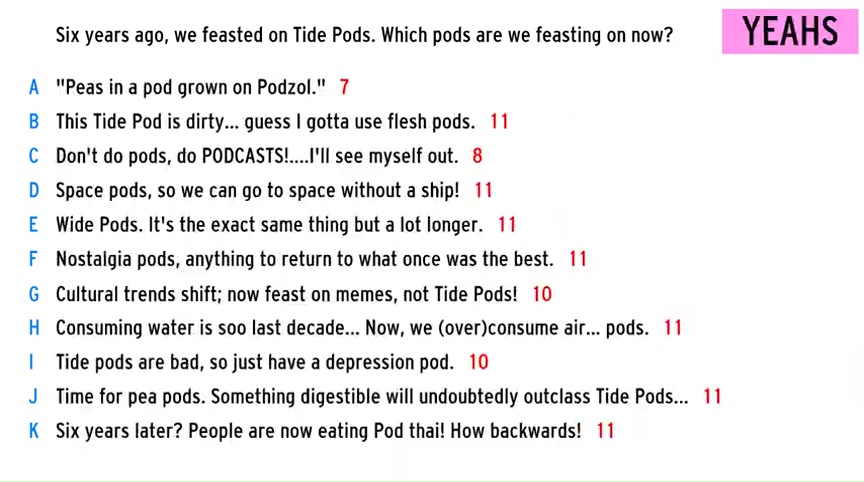 Six years ago, we feasted on Tide Pods. Which pods are we feasting on now?
YEAHS
A "Peas in a pod grown on Podzol." 7
B This Tide Pod is dirty... guess I gotta use flesh pods. 11
C Don't do pods, do PODCASTS!....I'll see myself out. 8
D Space pods, so we can go to space without a ship! 11
E Wide Pods. It's the exact same thing but a lot longer. 11
F Nostalgia pods, anything to return to what once was the best. 11
G Cultural trends shift; now feast on memes, not Tide Pods! 10
H Consuming water is soo last decade... Now, we (over)consume air... pods. 11
I Tide pods are bad, so just have a depression pod. 10
J Time for pea pods. Something digestible will undoubtedly outclass Tide Pods... 11
K Six years later? People are now eating Pod thai! How backwards! 11